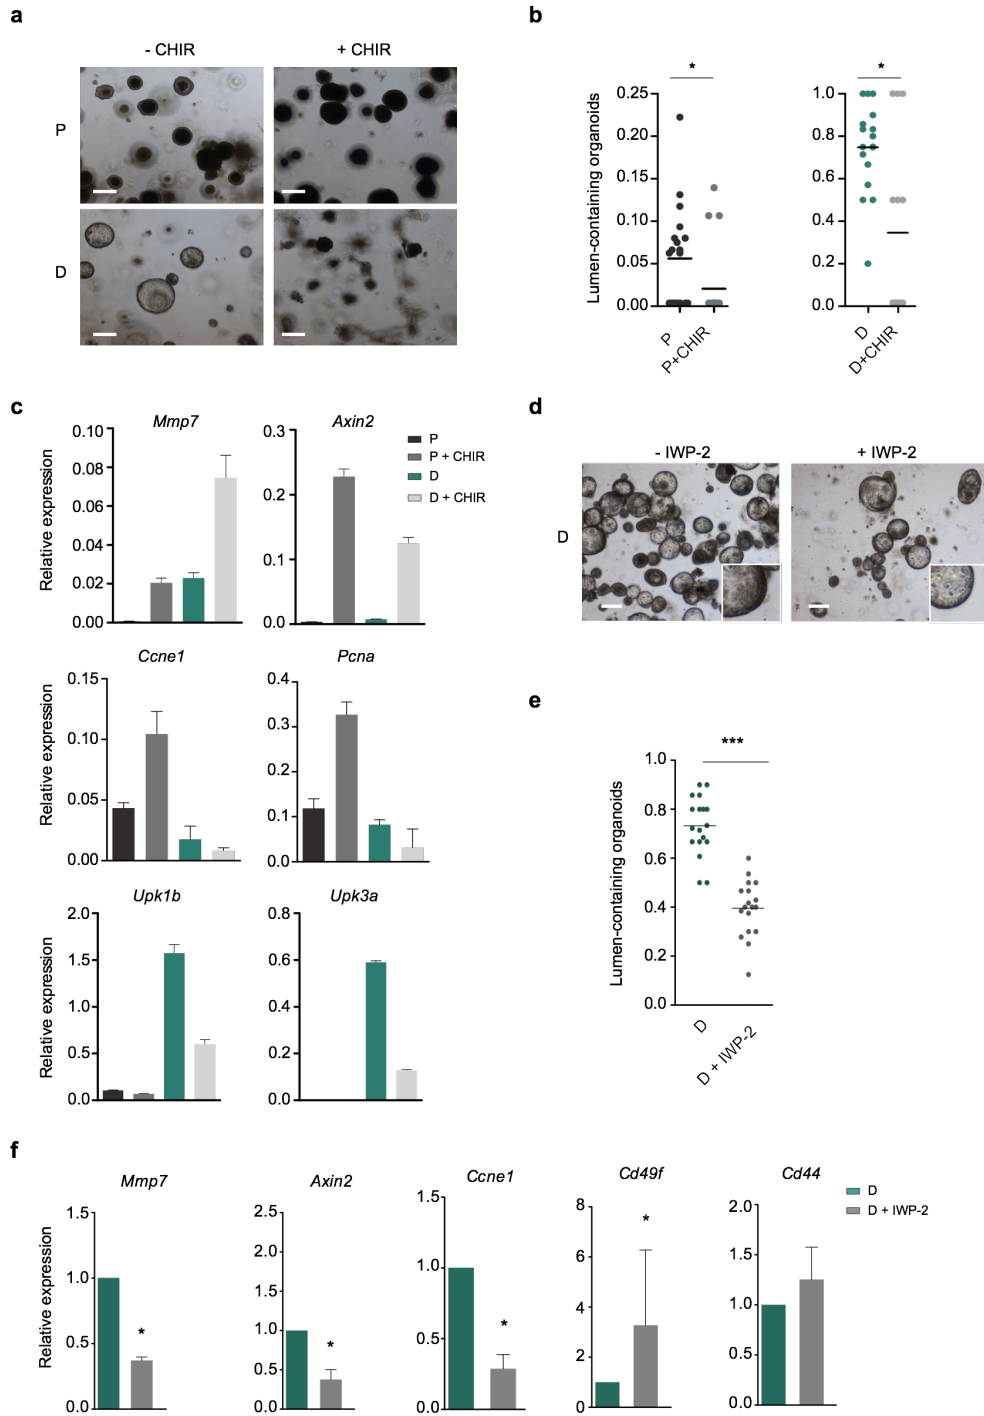 a
- CHIR
+ CHIR
P
D
b
*
*
Lumen-containing organoids
0.25
0.20
0.15
0.10
0.05
0.00
P
P+CHIR
1.0
0.8
0.6
0.4
0.2
0.0
D
D+CHIR
c
Mmp7
Relative expression
0.10
0.08
0.06
0.04
0.02
0.00
Axin2
0.3
0.2
0.1
0.0
P
P + CHIR
D
D + CHIR
Ccne1
Relative expression
0.15
0.10
0.05
0.00
Pcna
0.4
0.3
0.2
0.1
0.0
Upk1b
Relative expression
2.0
1.5
1.0
0.5
0.0
Upk3a
0.8
0.6
0.4
0.2
0.0
d
- IWP-2
+ IWP-2
D
e
***
Lumen-containing organoids
1.0
0.8
0.6
0.4
0.2
0.0
D
D + IWP-2
f
Mmp7
Relative expression
1.5
1.0
0.5
0.0
*
Axin2
2.5
2.0
1.5
1.0
0.5
0.0
*
Ccne1
1.5
1.0
0.5
0.0
*
Cd49f
8
6
4
2
0
*
Cd44
2.0
1.5
1.0
0.5
0.0
D
D + IWP-2